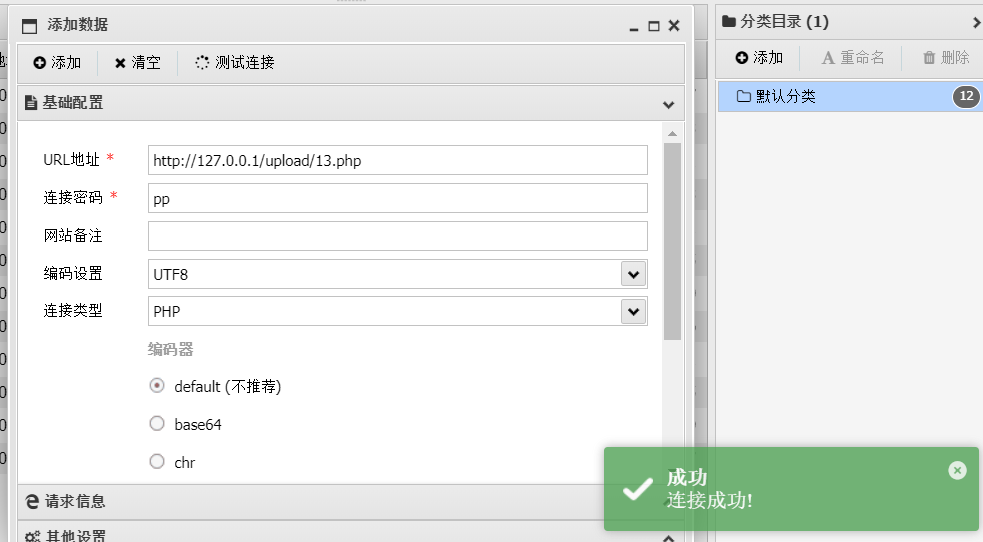 添加数据
添加 清空 测试连接
基础配置
URL地址 * http://127.0.0.1/upload/13.php
连接密码 * pp
网站备注
编码设置 UTF8
连接类型 PHP
编码器
default (不推荐)
base64
chr
请求信息
其他设置
分类目录 (1)
添加 重命名 删除
默认分类 12
成功
连接成功!